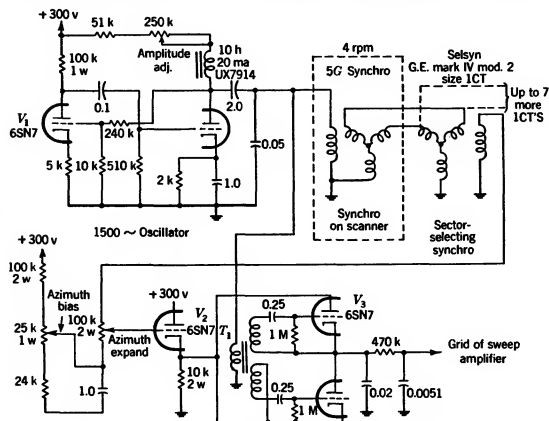 +300 v
51 k
250 k
Amplitude
adj.
10 h
20 ma
UX7914
100 k
1 w
0.1
2.0
V1
6SN7
240 k
0.05
5 k
10 k
510 k
2 k
1.0
1500 ~ Oscillator
4 rpm
5G Synchro
Synchro
on scanner
Selsyn
G.E. mark IV mod. 2
size 1CT
Up to 7
more
1CT'S
Sector-
selecting
synchro
+300 v
100 k
2 w
Azimuth
bias
25 k
1 w
100 k
2 w
Azimuth
expand
24 k
1.0
+300 v
V2
6SN7
T1
10 k
2 w
0.25
1 M
V3
6SN7
470 k
Grid of sweep
amplifier
0.25
1 M
0.02
0.0051